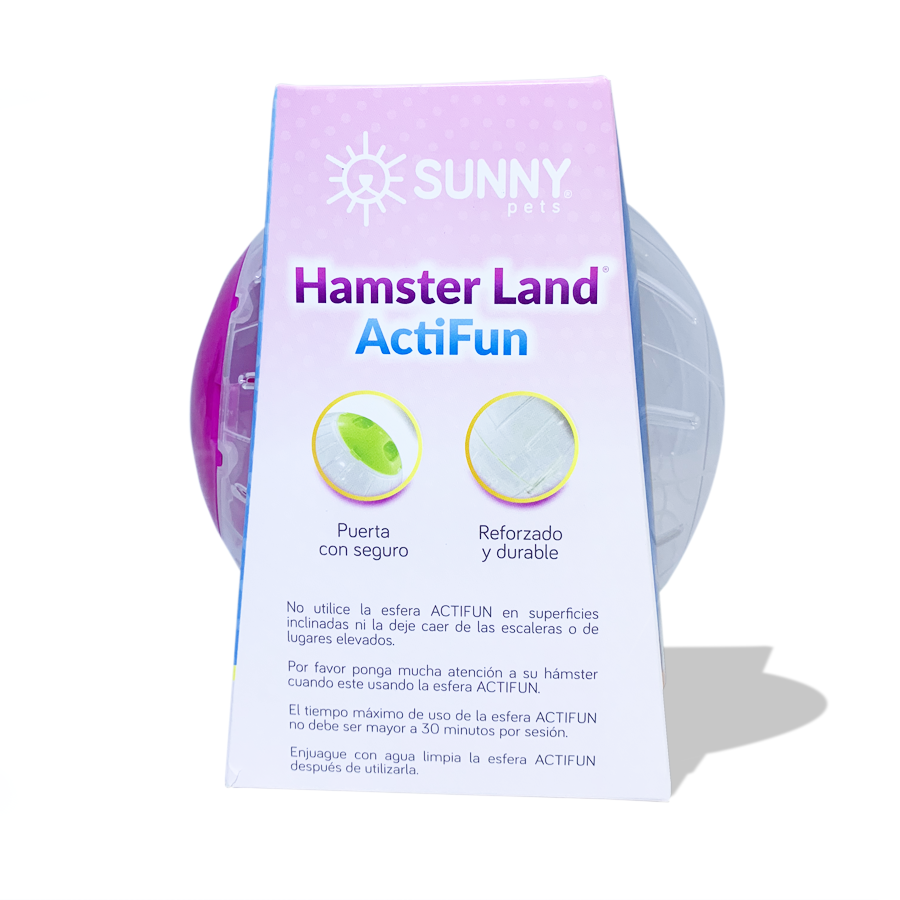 SUNNY®
pets
Hamster Land®
ActiFun
Puerta
con seguro
Reforzado
y durable
No utilice la esfera ACTIFUN en superficies
inclinadas ni la deje caer de las escaleras o de
lugares elevados.
Por favor ponga mucha atención a su hámster
cuando este usando la esfera ACTIFUN.
El tiempo máximo de uso de la esfera ACTIFUN
no debe ser mayor a 30 minutos por sesión.
Enjuague con agua limpia la esfera ACTIFUN
después de utilizarla.